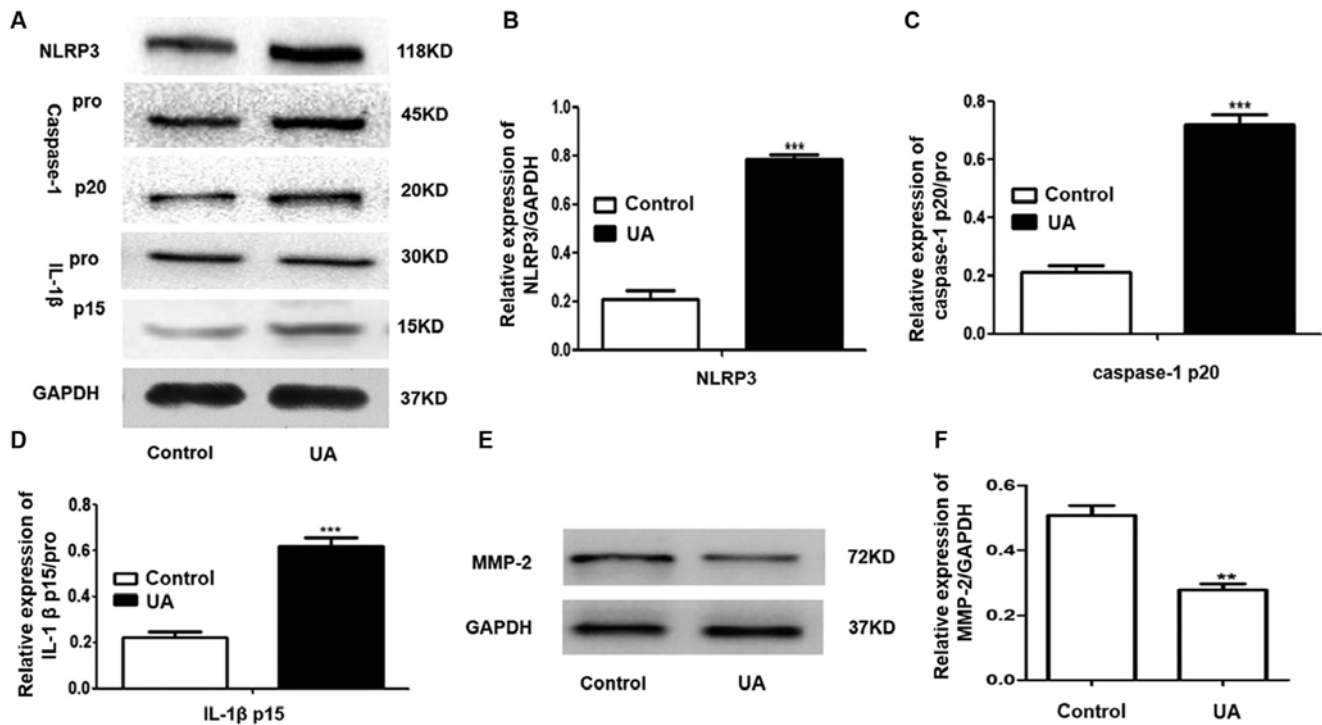 A
NLRP3
118KD
Caspase-1
pro
45KD
p20
20KD
IL-1β
pro
30KD
p15
15KD
GAPDH
37KD
Control UA
B
Relative expression of
NLRP3/GAPDH
1.0
0.8
0.6
0.4
0.2
0.0
Control
UA
***
NLRP3
C
Relative expression of
caspase-1 p20/pro
0.8
0.6
0.4
0.2
0.0
Control
UA
***
caspase-1 p20
D
Relative expression of
IL-1 β p15/pro
0.8
0.6
0.4
0.2
0.0
Control
UA
***
IL-1β p15
E
MMP-2
72KD
GAPDH
37KD
Control UA
F
Relative expression of
MMP-2/GAPDH
0.6
0.4
0.2
0.0
**
Control UA